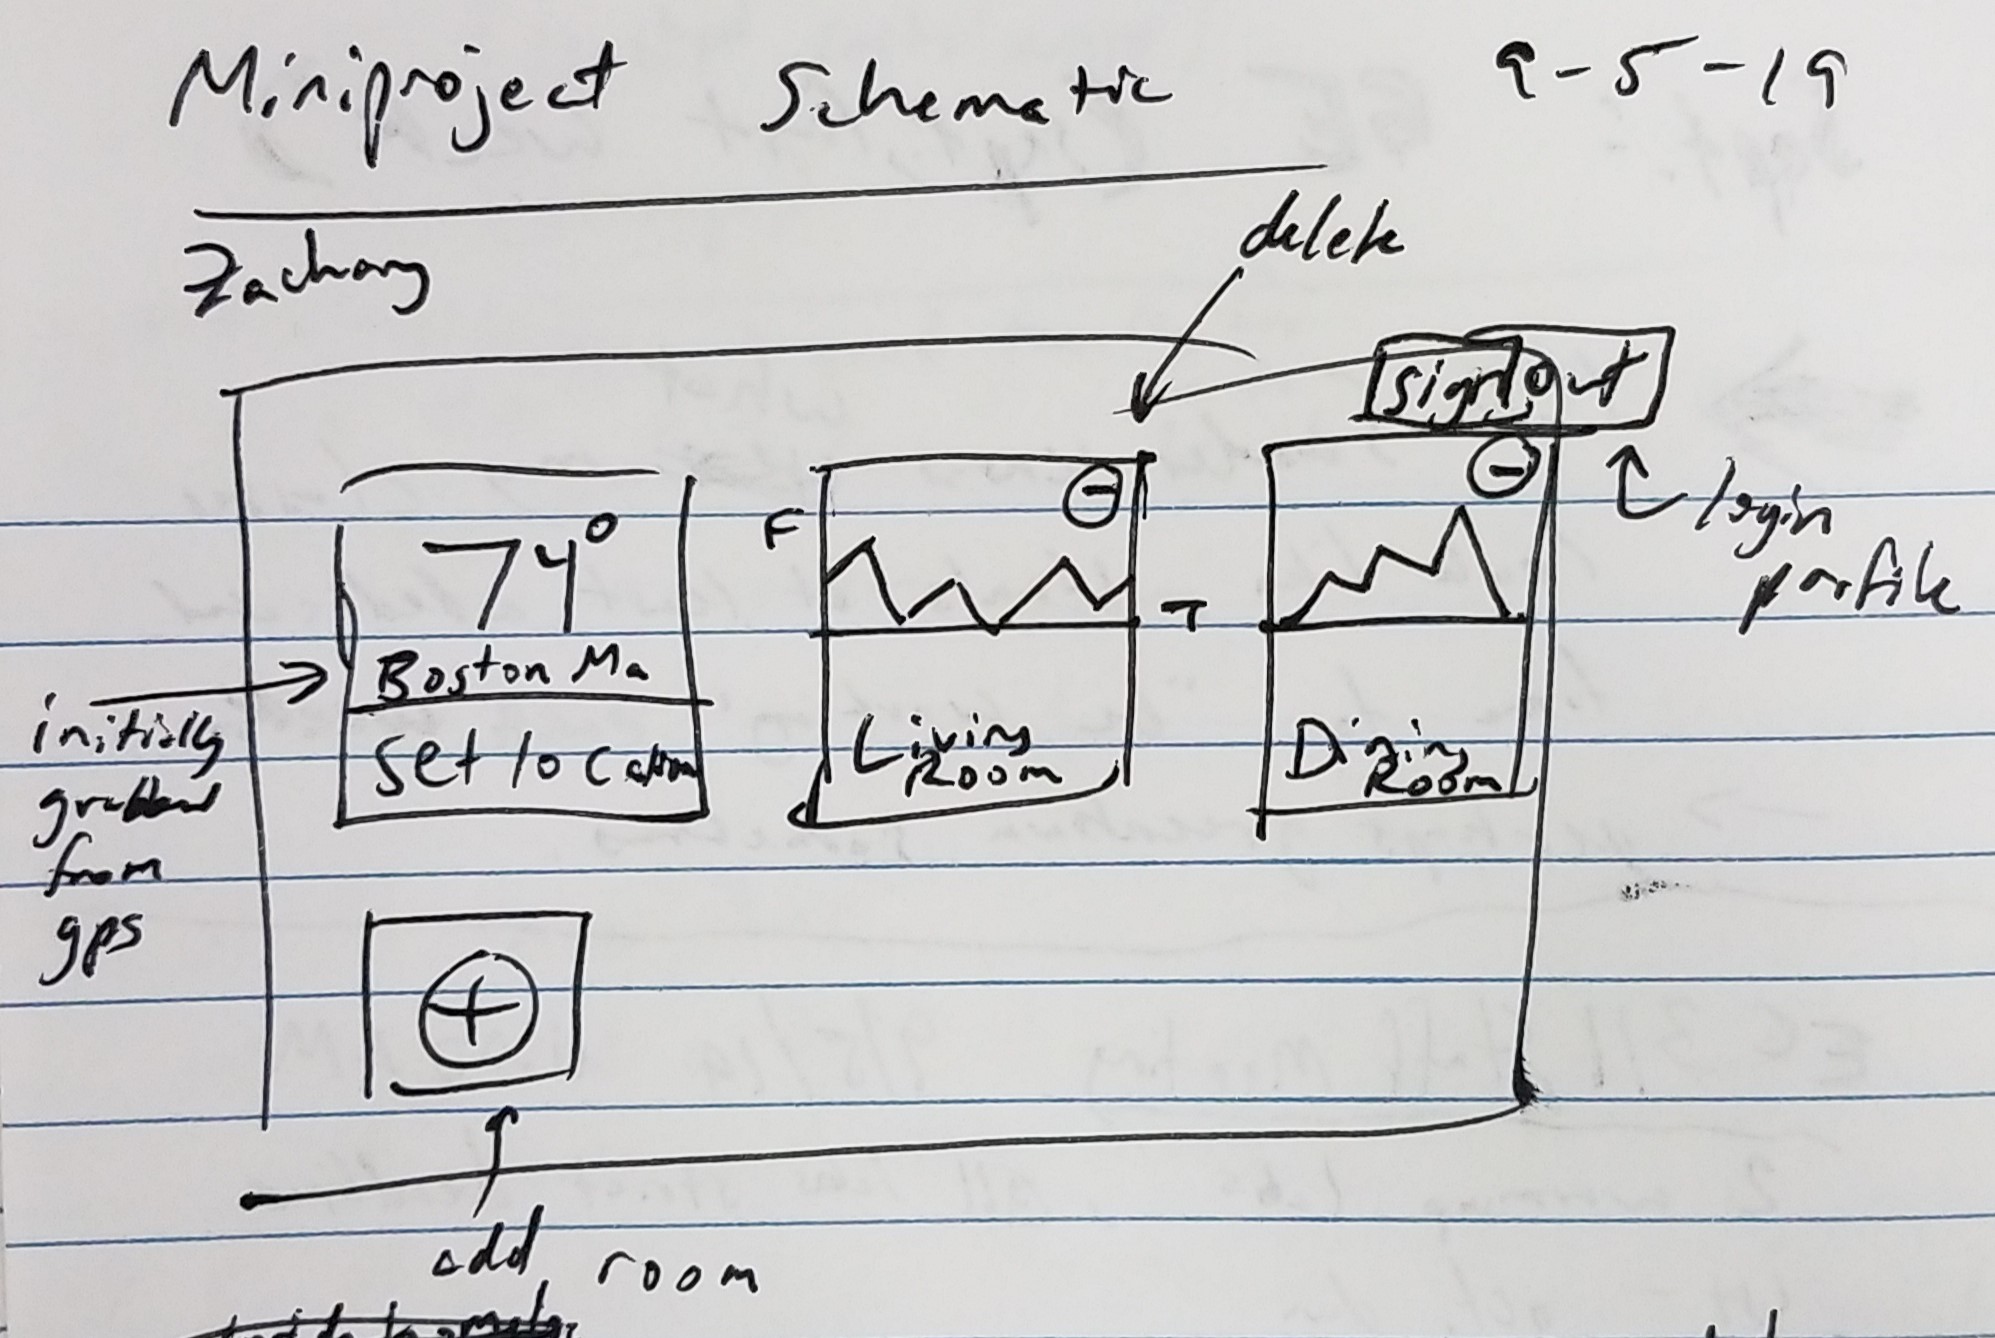 Miniproject Schematic 9-5-19
Zachary
delete
sign out
login
profile
74°
Boston Ma
set location
F
T
Living
Room
Dining
Room
initially
grabbed
from
gps
add room